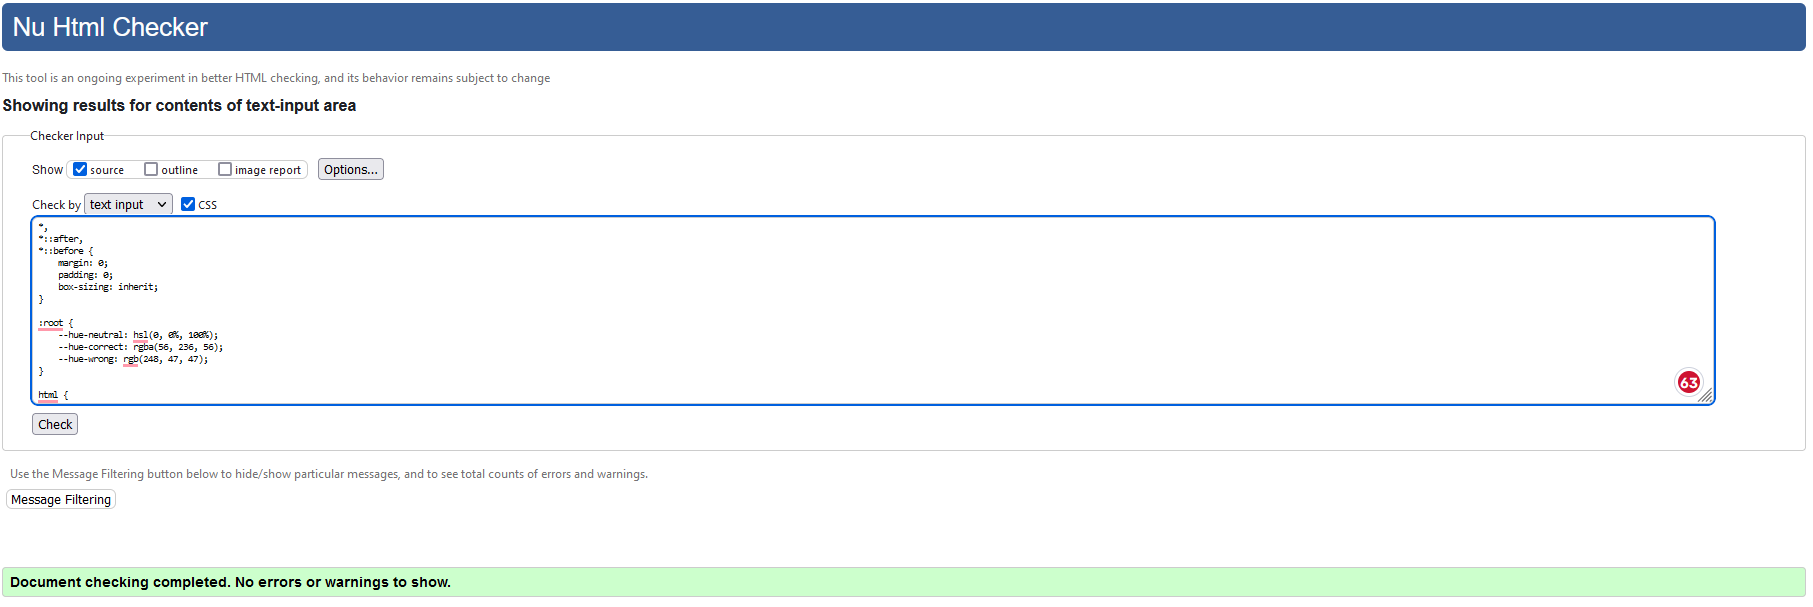 Nu Html Checker
This tool is an ongoing experiment in better HTML checking, and its behavior remains subject to change
Showing results for contents of text-input area
Checker Input
Show source outline image report Options...
Check by text input CSS
*,
*::after,
*::before {
margin: 0;
padding: 0;
box-sizing: inherit;
}
:root {
--hue-neutral: hsl(0, 0%, 100%);
--hue-correct: rgba(56, 236, 56);
--hue-wrong: rgb(248, 47, 47);
}
html {
63
Check
Use the Message Filtering button below to hide/show particular messages, and to see total counts of errors and warnings.
Message Filtering
Document checking completed. No errors or warnings to show.